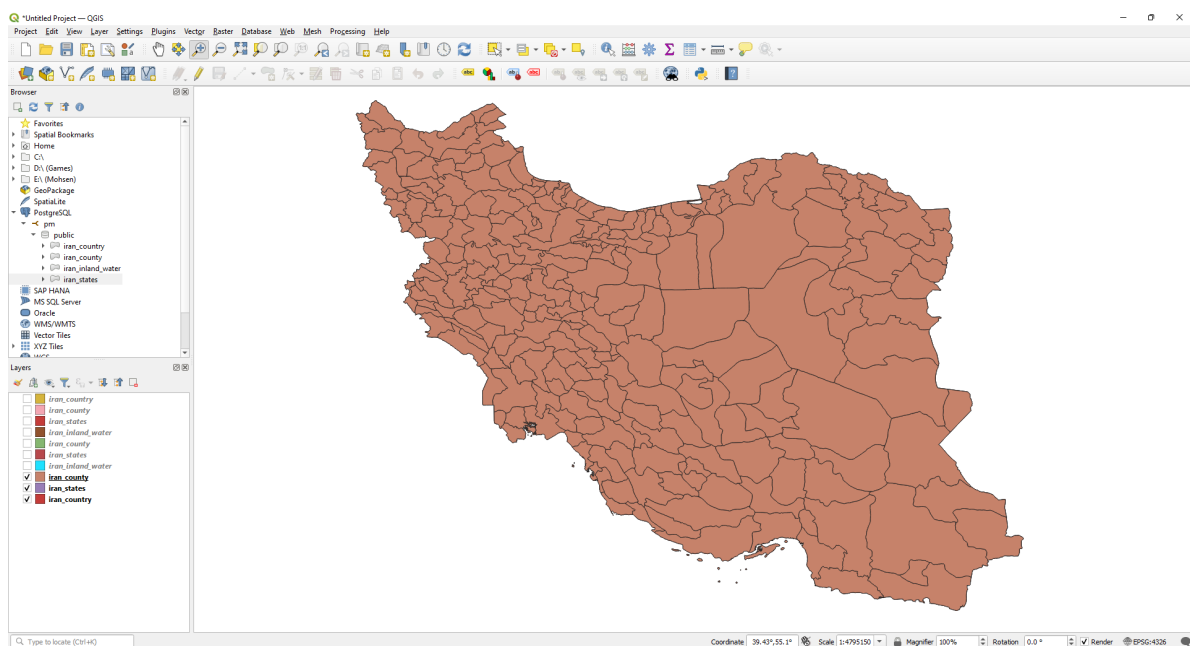 *Untitled Project — QGIS
Project Edit View Layer Settings Plugins Vector Raster Database Web Mesh Processing Help
Browser
Favorites
Spatial Bookmarks
Home
C:\
D:\ (Games)
E:\ (Mohsen)
GeoPackage
SpatiaLite
PostgreSQL
pm
public
iran_country
iran_county
iran_inland_water
iran_states
SAP HANA
MS SQL Server
Oracle
WMS/WMTS
Vector Tiles
XYZ Tiles
WCS
Layers
iran_country
iran_county
iran_states
iran_inland_water
iran_county
iran_states
iran_inland_water
iran_county
iran_states
iran_country
Type to locate (Ctrl+K) Coordinate 39.43°,55.1° Scale 1:4795150 Magnifier 100% Rotation 0.0 ° Render EPSG:4326